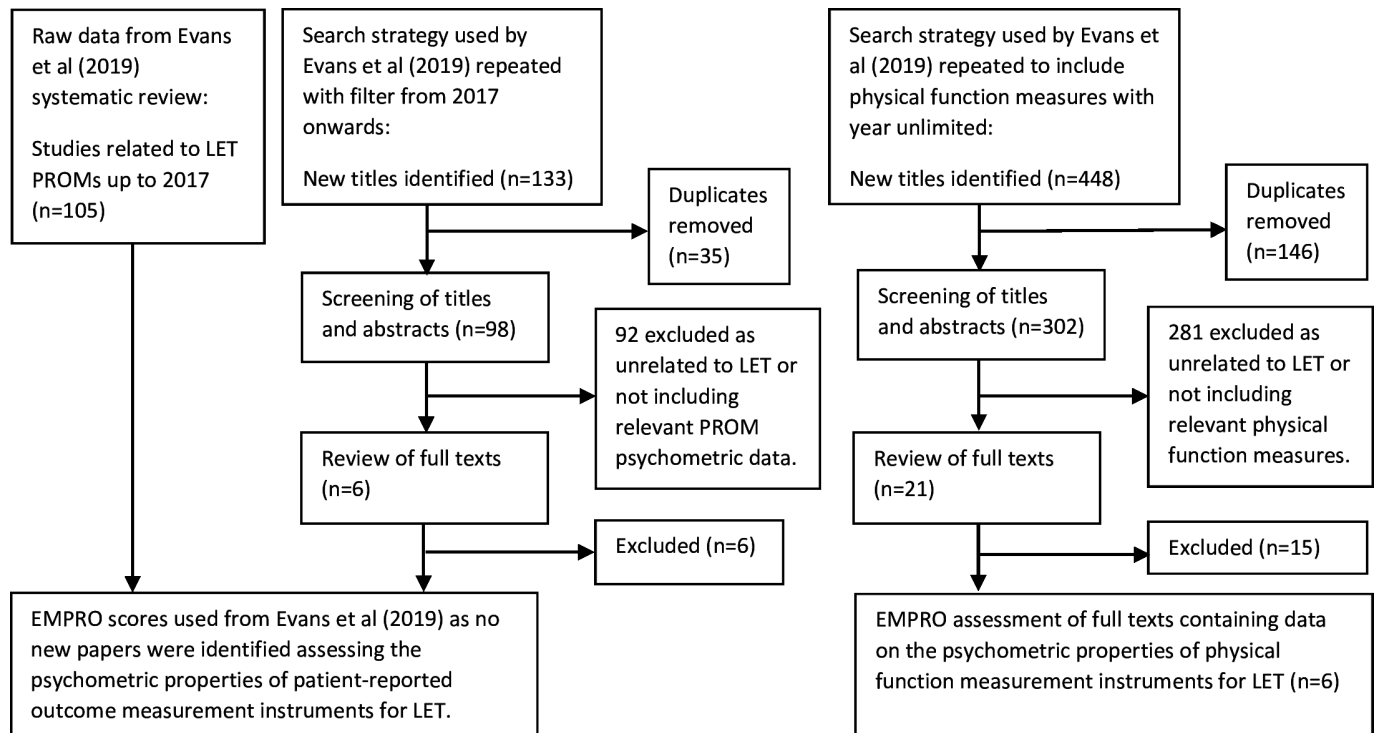 Raw data from Evans
et al (2019)
systematic review:
Studies related to LET
PROMs up to 2017
(n=105)
Search strategy used by
Evans et al (2019) repeated
with filter from 2017
onwards:
New titles identified (n=133)
Duplicates
removed
(n=35)
Screening of titles
and abstracts (n=98)
92 excluded as
unrelated to LET or
not including
relevant PROM
psychometric data.
Review of full texts
(n=6)
Excluded (n=6)
EMPRO scores used from Evans et al (2019) as no
new papers were identified assessing the
psychometric properties of patient-reported
outcome measurement instruments for LET.
Search strategy used by Evans et
al (2019) repeated to include
physical function measures with
year unlimited:
New titles identified (n=448)
Duplicates
removed
(n=146)
Screening of titles
and abstracts (n=302)
281 excluded as
unrelated to LET or
not including
relevant physical
function measures.
Review of full texts
(n=21)
Excluded (n=15)
EMPRO assessment of full texts containing data
on the psychometric properties of physical
function measurement instruments for LET (n=6)